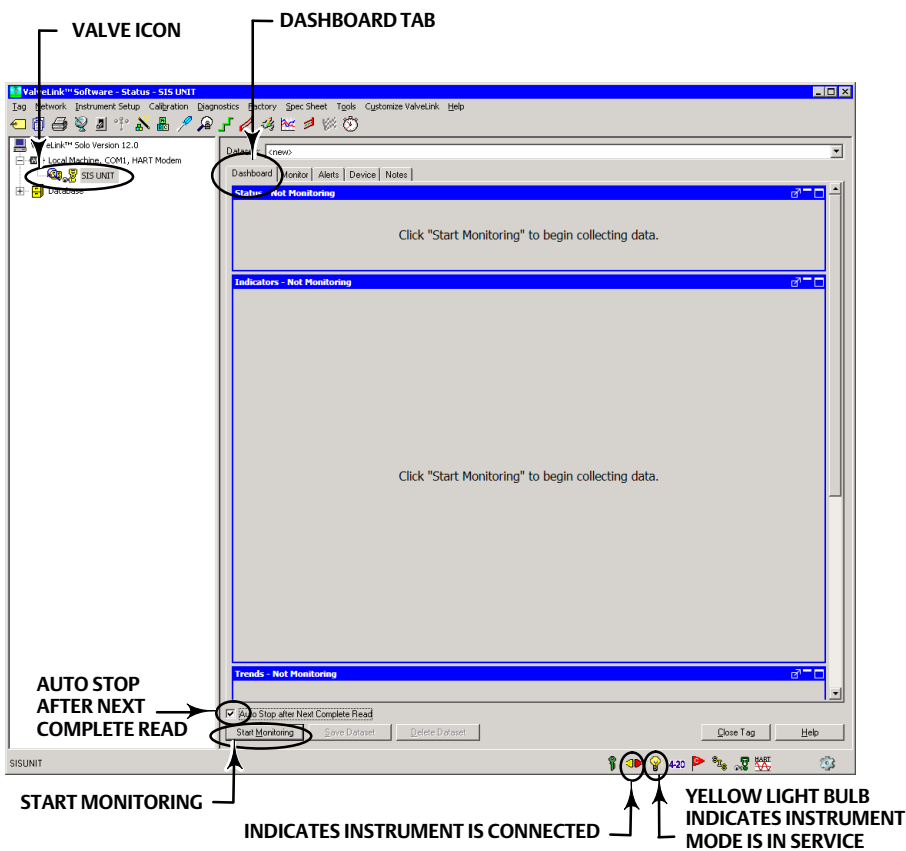 VALVE ICON
DASHBOARD TAB
ValveLink™ Software - Status - SIS UNIT
Tag Network Instrument Setup Calibration Diagnostics Factory Spec Sheet Tools Customize ValveLink Help
eLink™ Solo Version 12.0
Local Machine, COM1, HART Modem
SIS UNIT
Database
<new>
Dashboard Monitor Alerts Device Notes
Status - Not Monitoring
Click "Start Monitoring" to begin collecting data.
Indicators - Not Monitoring
Click "Start Monitoring" to begin collecting data.
Trends - Not Monitoring
AUTO STOP
AFTER NEXT
COMPLETE READ
Auto Stop after Next Complete Read
Start Monitoring Save Dataset Delete Dataset Close Tag Help
SISUNIT
4-20
HART
START MONITORING
INDICATES INSTRUMENT IS CONNECTED
YELLOW LIGHT BULB
INDICATES INSTRUMENT
MODE IS IN SERVICE